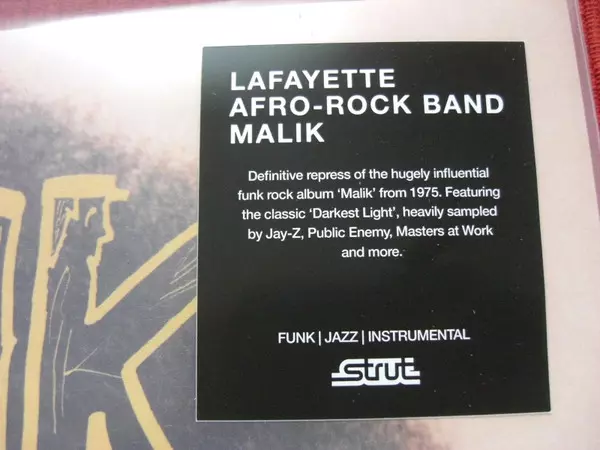 LAFAYETTE
AFRO-ROCK BAND
MALIK
Definitive repress of the hugely influential
funk rock album ‘Malik’ from 1975. Featuring
the classic ‘Darkest Light’, heavily sampled
by Jay-Z, Public Enemy, Masters at Work
and more.
FUNK | JAZZ | INSTRUMENTAL
Strut
IK